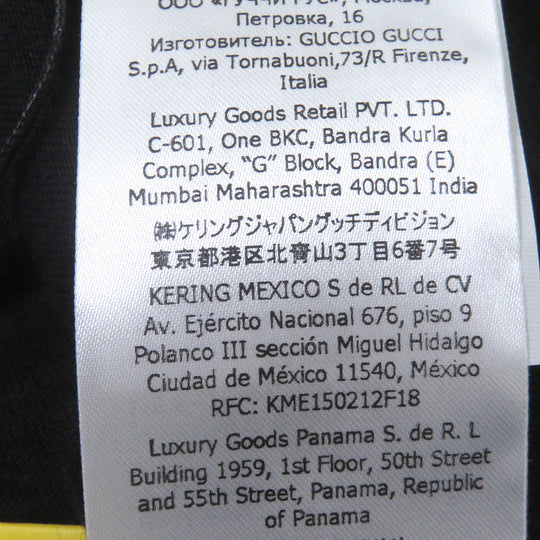 ООО "ГУЧЧИ РУС", Москва,
Петровка, 16
Изготовитель: GUCCIO GUCCI
S.p.A, via Tornabuoni,73/R Firenze,
Italia
Luxury Goods Retail PVT. LTD.
C-601, One BKC, Bandra Kurla
Complex, “G” Block, Bandra (E)
Mumbai Maharashtra 400051 India
㈱ケリングジャパングッチディビジョン
東京都港区北青山3丁目6番7号
KERING MEXICO S de RL de CV
Av. Ejército Nacional 676, piso 9
Polanco III sección Miguel Hidalgo
Ciudad de México 11540, México
RFC: KME150212F18
Luxury Goods Panama S. de R. L
Building 1959, 1st Floor, 50th Street
and 55th Street, Panama, Republic
of Panama